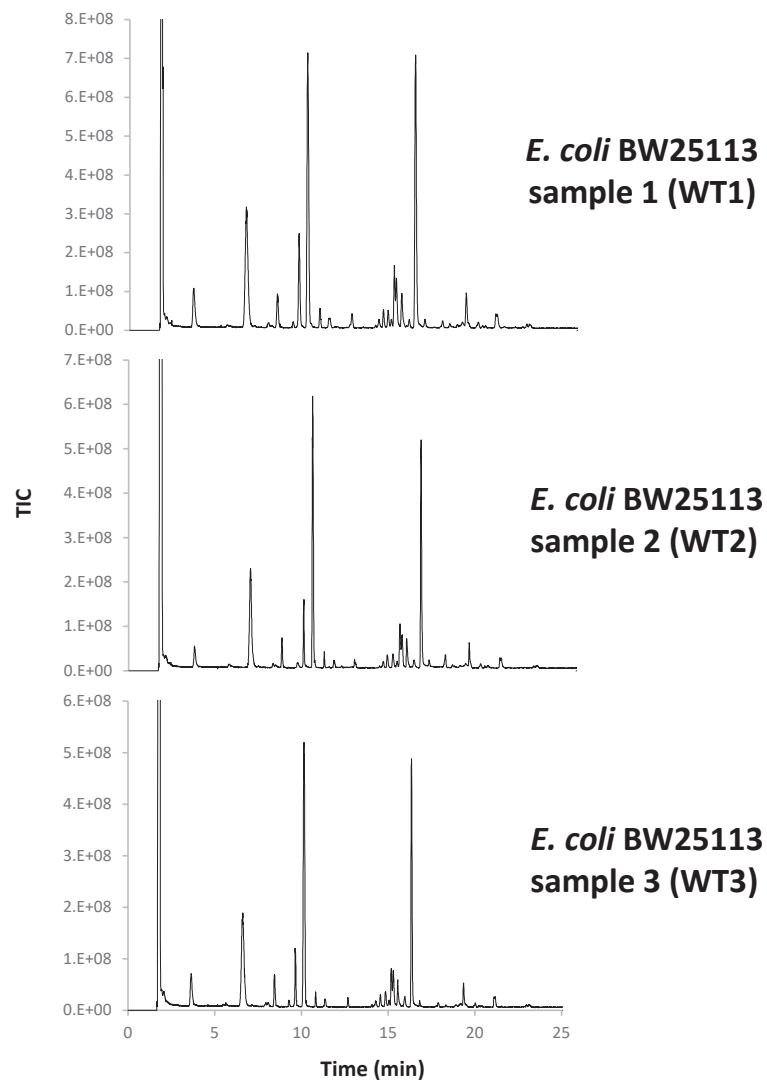 8.E+08
7.E+08
6.E+08
5.E+08
4.E+08
3.E+08
2.E+08
1.E+08
0.E+00
E. coli BW25113
sample 1 (WT1)
7.E+08
6.E+08
5.E+08
4.E+08
3.E+08
2.E+08
1.E+08
0.E+00
TIC
E. coli BW25113
sample 2 (WT2)
6.E+08
5.E+08
4.E+08
3.E+08
2.E+08
1.E+08
0.E+00
E. coli BW25113
sample 3 (WT3)
0 5 10 15 20 25
Time (min)